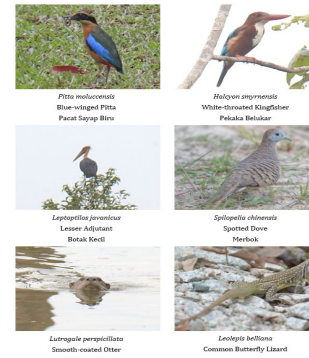 Pitta moluccensis
Blue-winged Pitta
Pacat Sayap Biru
Halcyon smyrnensis
White-throated Kingfisher
Pekaka Belukar
Leptoptilos javanicus
Lesser Adjutant
Botak Kecil
Spilopelia chinensis
Spotted Dove
Merbok
Lutrogale perspicillata
Smooth-coated Otter
Leolepis belliana
Common Butterfly Lizard